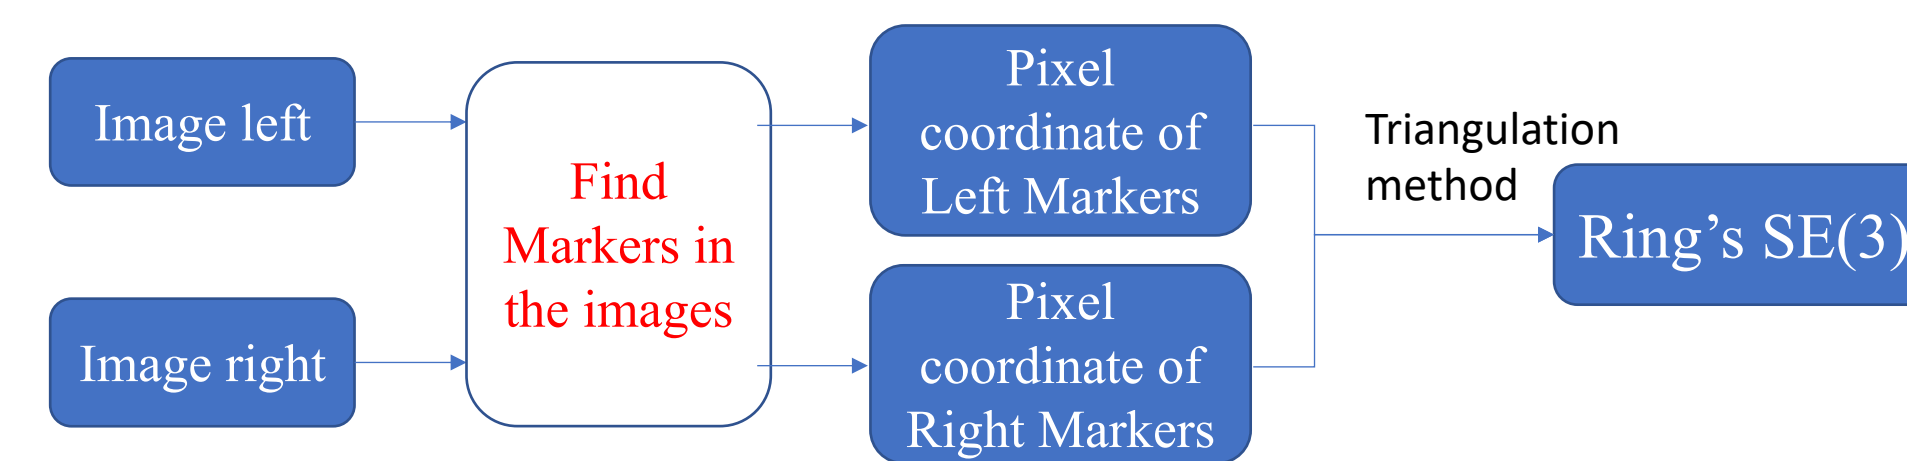 Image left
Image right
Find
Markers in
the images
Pixel
coordinate of
Left Markers
Pixel
coordinate of
Right Markers
Triangulation
method
Ring’s SE(3)